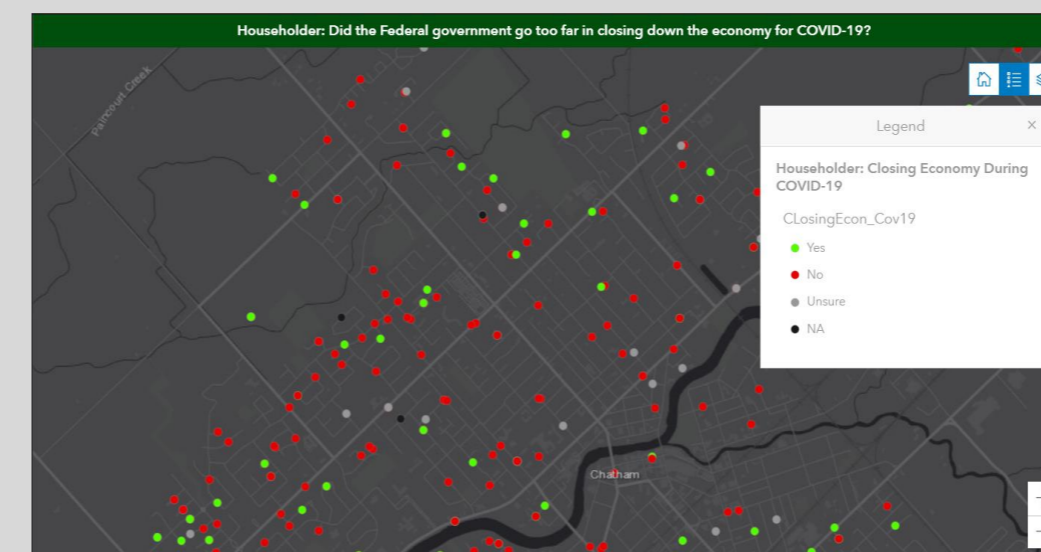 Householder: Did the Federal government go too far in closing down the economy for COVID-19?
Paincourt Creek
Legend
Householder: Closing Economy During
COVID-19
CLosingEcon_Cov19
Yes
No
Unsure
NA
Chatham